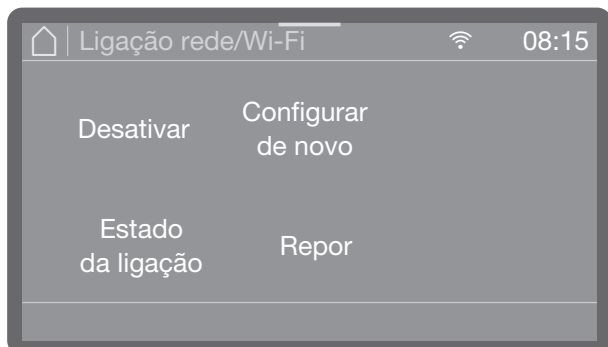 Ligação rede/Wi-Fi
08:15
Desativar
Configurar
de novo
Estado
da ligação
Repor